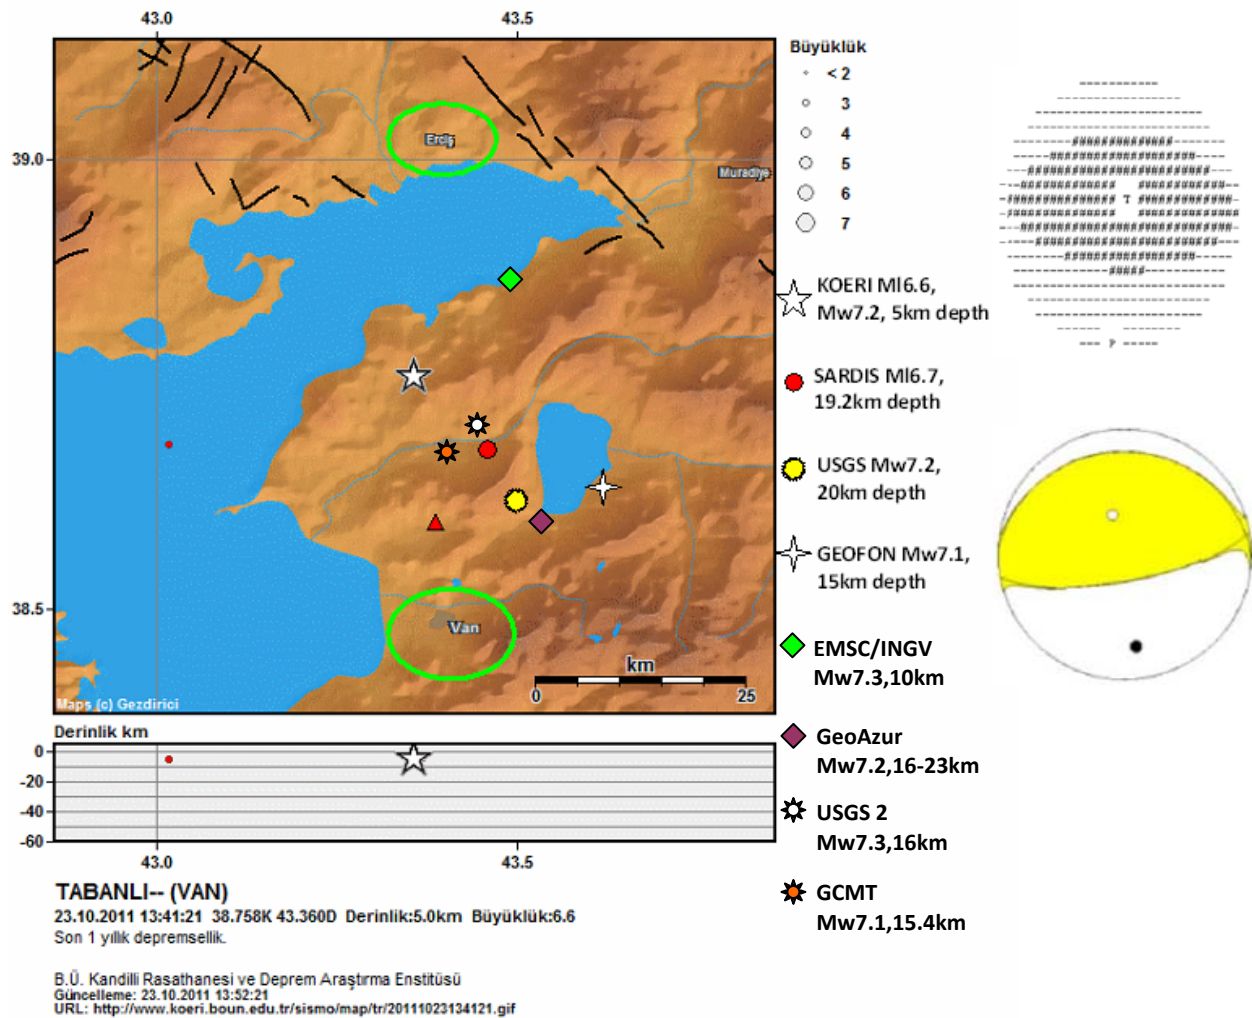 43.0
43.5
39.0
38.5
Erciş
Muradiye
Van
km
0
25
Maps (c) Gezdirici
Büyüklük
< 2
3
4
5
6
7
KOERI Ml6.6,
Mw7.2, 5km depth
SARDIS Ml6.7,
19.2km depth
USGS Mw7.2,
20km depth
GEOFON Mw7.1,
15km depth
EMSC/INGV
Mw7.3,10km
GeoAzur
Mw7.2,16-23km
USGS 2
Mw7.3,16km
GCMT
Mw7.1,15.4km
T
P
Derinlik km
0
-20
-40
-60
43.0
43.5
TABANLI-- (VAN)
23.10.2011 13:41:21 38.758K 43.360D Derinlik:5.0km Büyüklük:6.6
Son 1 yıllık depremsellik.
B.Ü. Kandilli Rasathanesi ve Deprem Araştırma Enstitüsü
Güncelleme: 23.10.2011 13:52:21
URL: http://www.koeri.boun.edu.tr/sismo/map/tr/20111023134121.gif